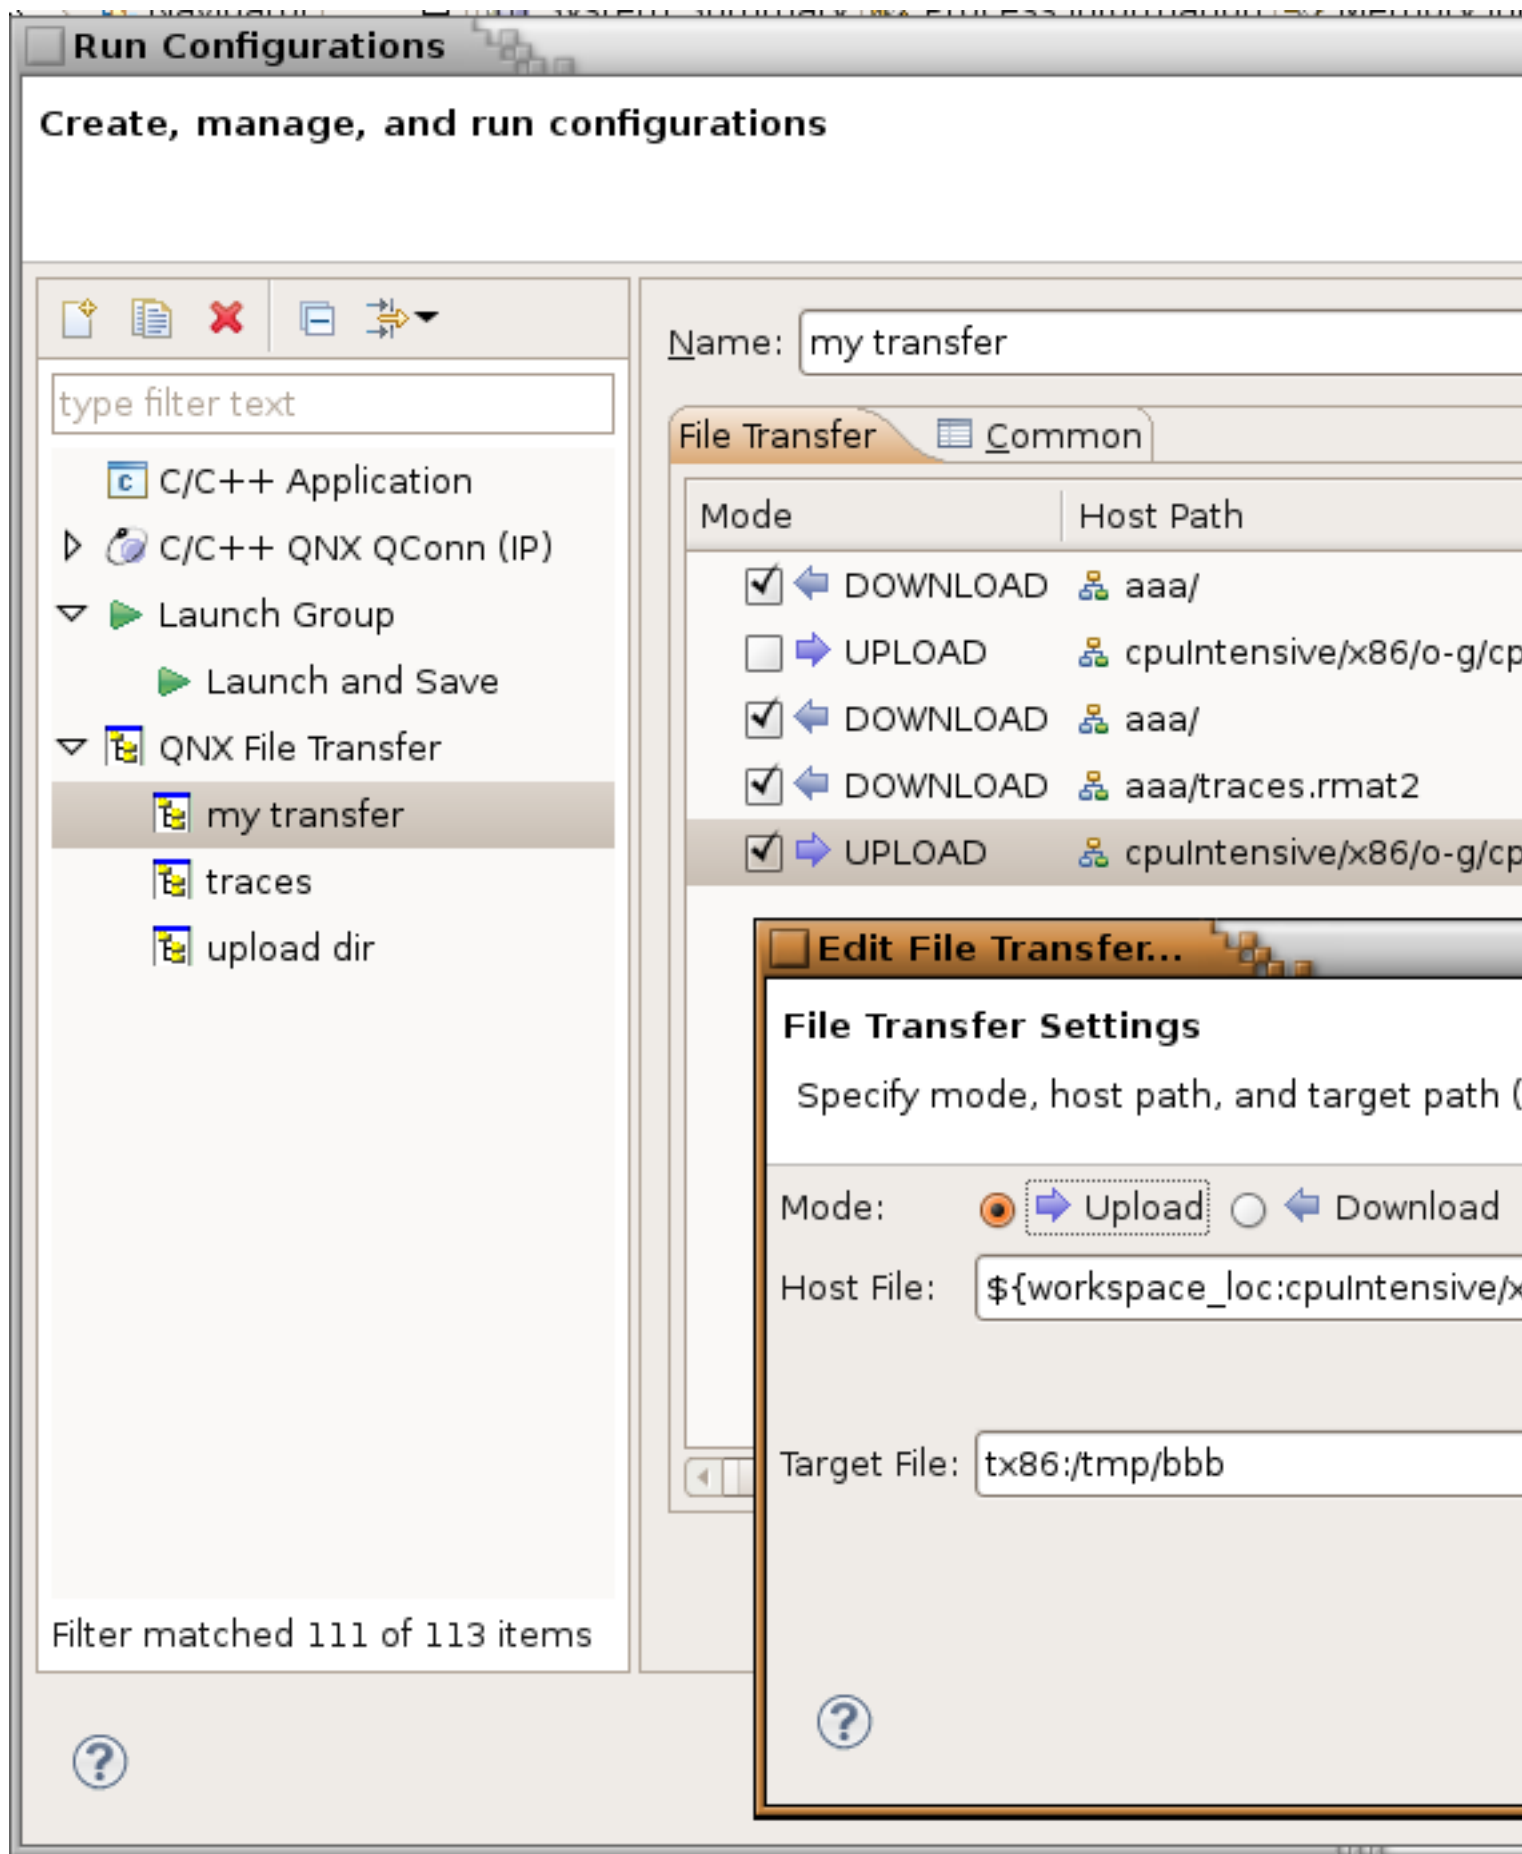 Run Configurations
Create, manage, and run configurations
type filter text
C/C++ Application
C/C++ QNX QConn (IP)
Launch Group
Launch and Save
QNX File Transfer
my transfer
traces
upload dir
Filter matched 111 of 113 items
Name: my transfer
File Transfer Common
Mode Host Path
DOWNLOAD aaa/
UPLOAD cpuIntensive/x86/o-g/cp
DOWNLOAD aaa/
DOWNLOAD aaa/traces.rmat2
UPLOAD cpuIntensive/x86/o-g/cp
Edit File Transfer...
File Transfer Settings
Specify mode, host path, and target path (
Mode: Upload Download
Host File: ${workspace_loc:cpuIntensive/x
Target File: tx86:/tmp/bbb